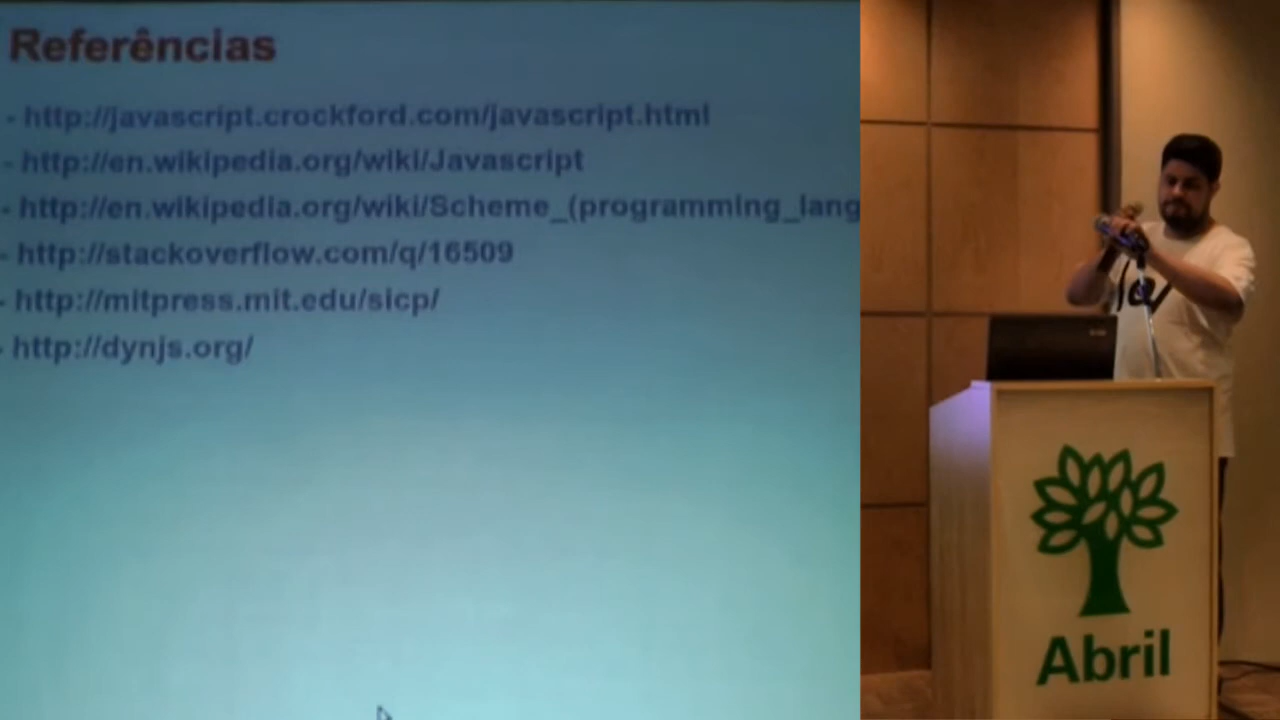 Referências
- http://javascript.crockford.com/javascript.html
- http://en.wikipedia.org/wiki/Javascript
- http://en.wikipedia.org/wiki/Scheme_(programming_lang
- http://stackoverflow.com/q/16509
- http://mitpress.mit.edu/sicp/
- http://dynjs.org/
Abril